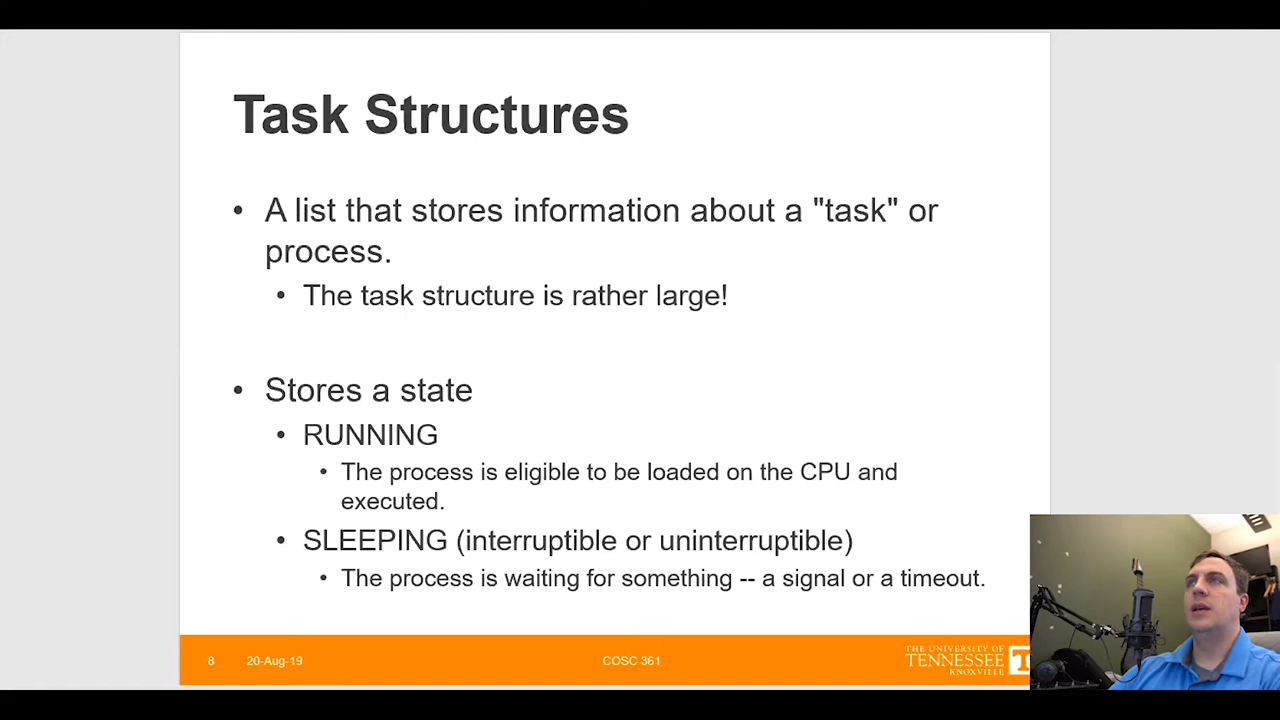 Task Structures
• A list that stores information about a "task" or
process.
• The task structure is rather large!
• Stores a state
• RUNNING
• The process is eligible to be loaded on the CPU and
executed.
• SLEEPING (interruptible or uninterruptible)
• The process is waiting for something -- a signal or a timeout.
8 20-Aug-19 COSC 361
THE UNIVERSITY OF
TENNESSEE
KNOXVILLE
T